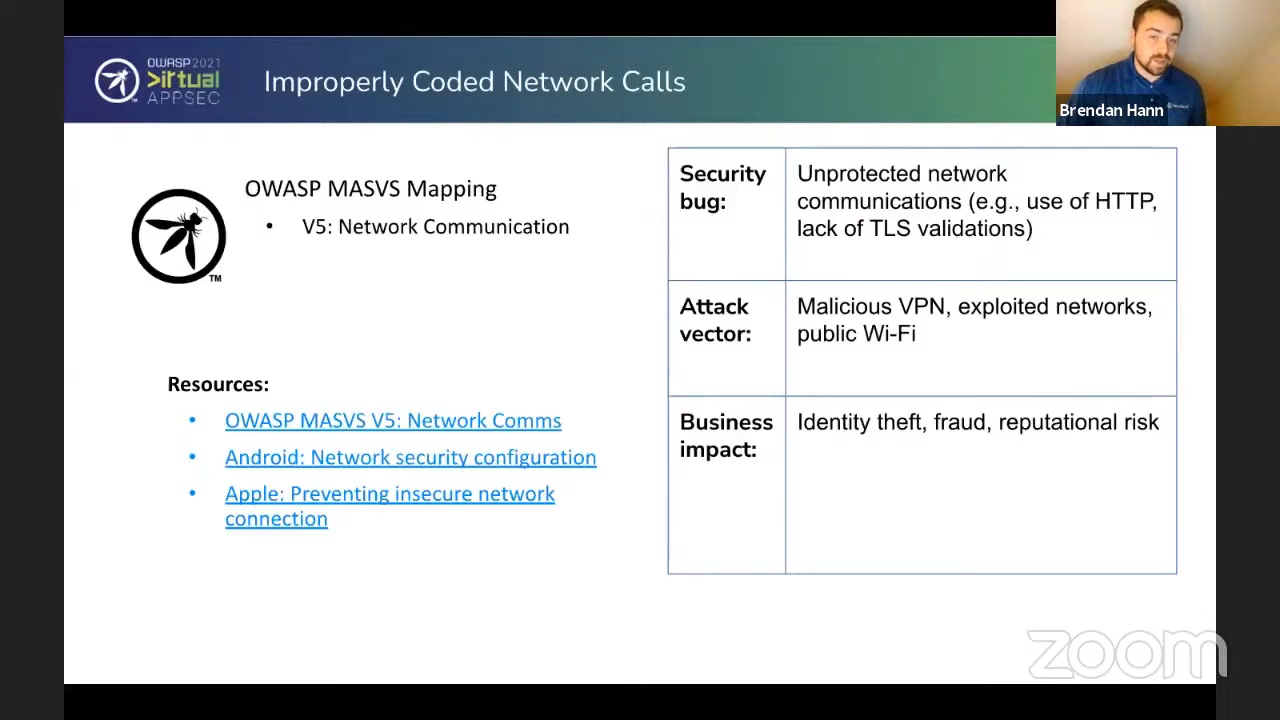 OWASP 2021
>irtual
APPSEC
Improperly Coded Network Calls
Brendan Hann
OWASP MASVS Mapping
• V5: Network Communication
TM
Resources:
• OWASP MASVS V5: Network Comms
• Android: Network security configuration
• Apple: Preventing insecure network
connection
Security
bug:
Unprotected network
communications (e.g., use of HTTP,
lack of TLS validations)
Attack
vector:
Malicious VPN, exploited networks,
public Wi-Fi
Business
impact:
Identity theft, fraud, reputational risk
zoom